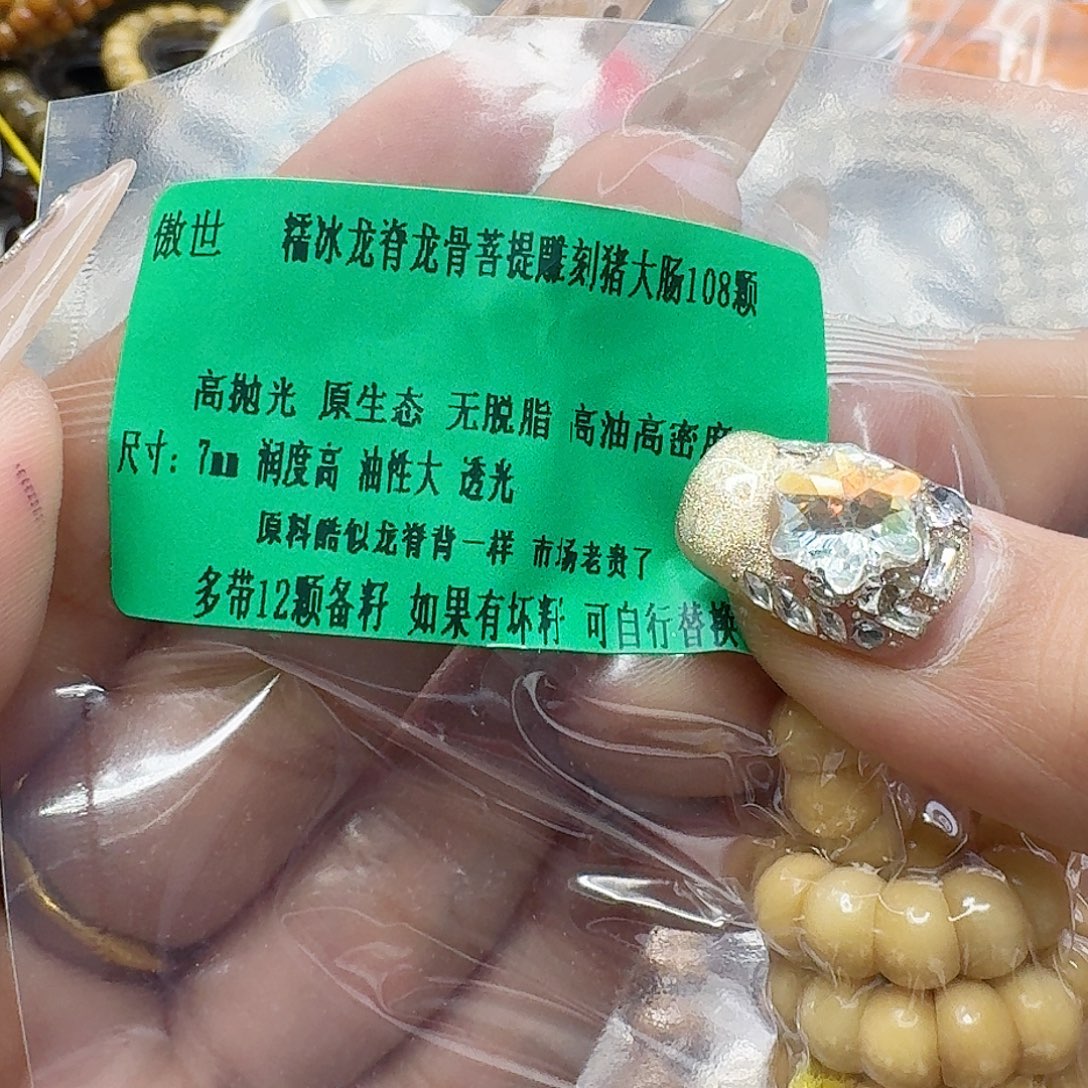 傲世 糯冰龙脊龙骨菩提雕刻猪大肠108颗
高抛光 原生态 无脱脂 高油高密度
尺寸：7mm 润度高 油性大 透光
原料酷似龙脊背一样 市场老贵了
多带12颗备籽 如果有坏籽 可自行替换